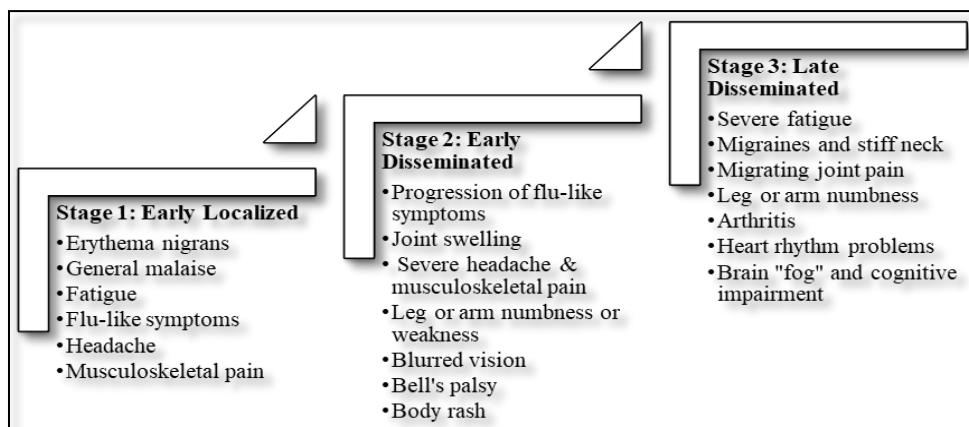 Stage 1: Early Localized
•Erythema nigrans
•General malaise
•Fatigue
•Flu-like symptoms
•Headache
•Musculoskeletal pain
Stage 2: Early
Disseminated
•Progression of flu-like
symptoms
•Joint swelling
• Severe headache &
musculoskeletal pain
•Leg or arm numbness or
weakness
•Blurred vision
•Bell's palsy
•Body rash
Stage 3: Late
Disseminated
•Severe fatigue
•Migraines and stiff neck
•Migrating joint pain
•Leg or arm numbness
•Arthritis
•Heart rhythm problems
•Brain "fog" and cognitive
impairment